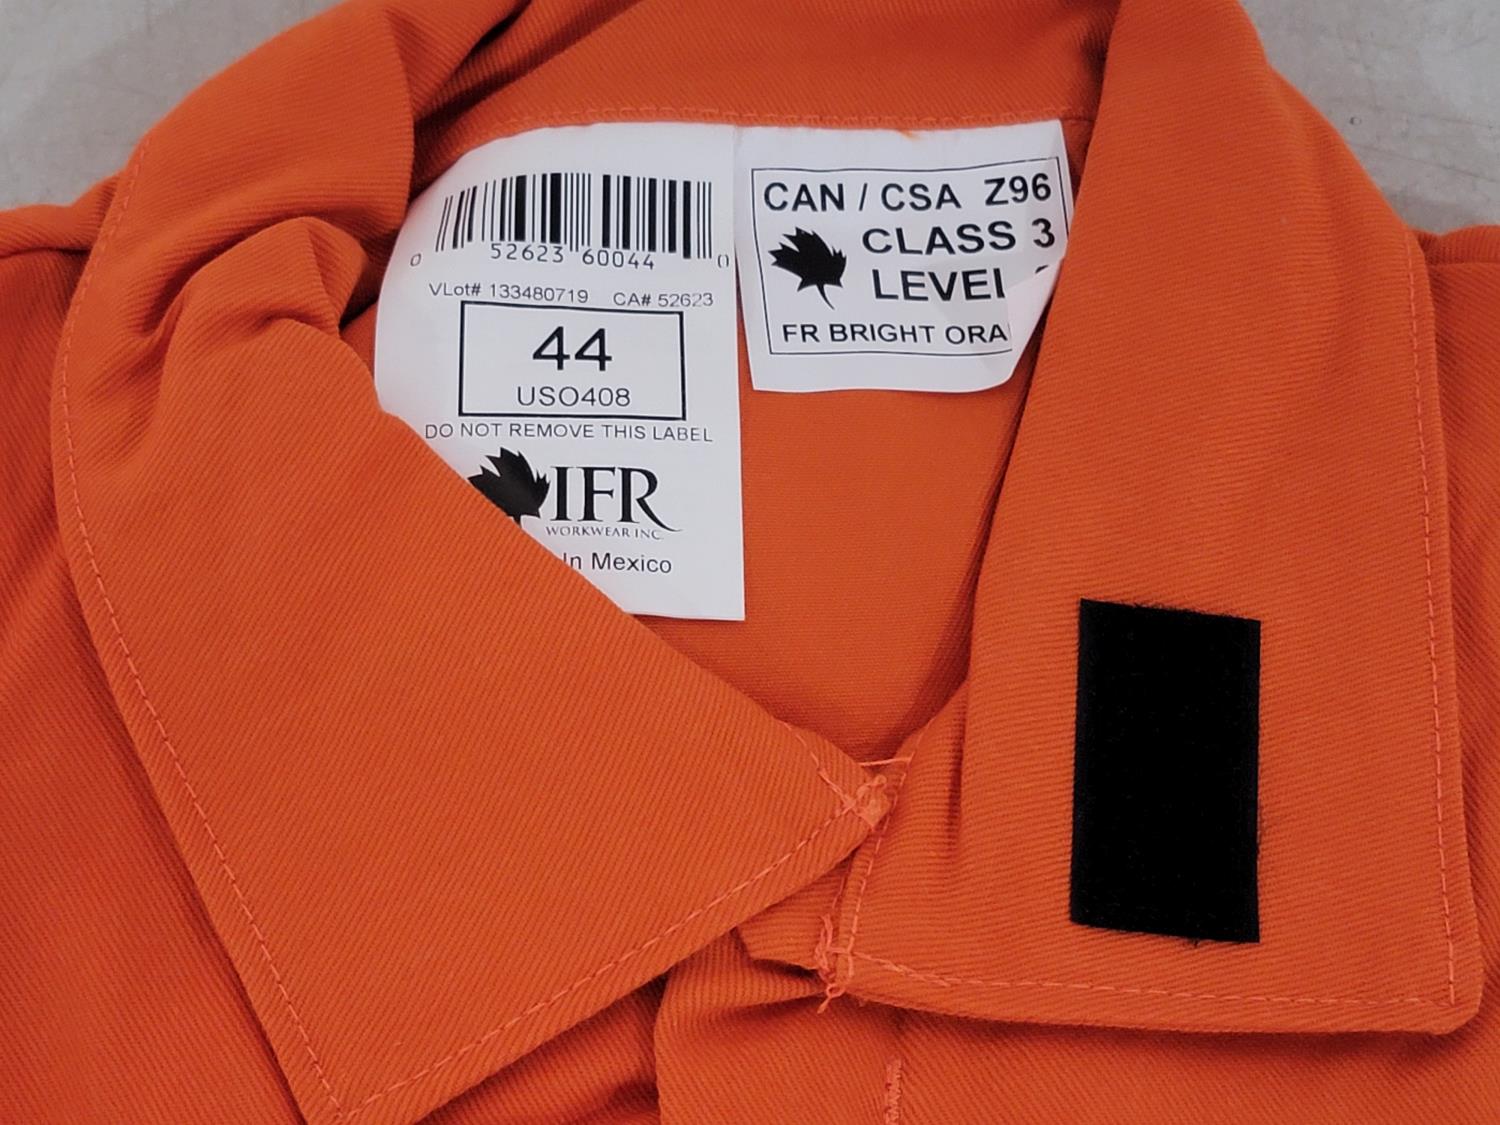 0 52623 60044 0
VLot# 133480719 CA# 52623
44
USO408
DO NOT REMOVE THIS LABEL
IFR
WORKWEAR INC.
In Mexico
CAN / CSA Z96
CLASS 3
LEVEL
FR BRIGHT ORA